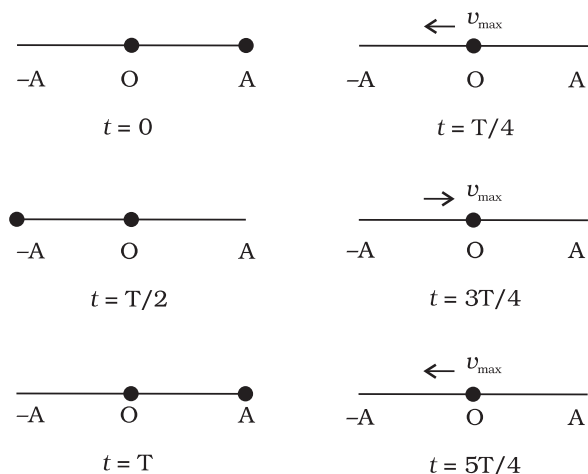 v_max
–A O A
–A O A
t = 0
t = T/4
v_max
–A O A
–A O A
t = T/2
t = 3T/4
v_max
–A O A
–A O A
t = T
t = 5T/4